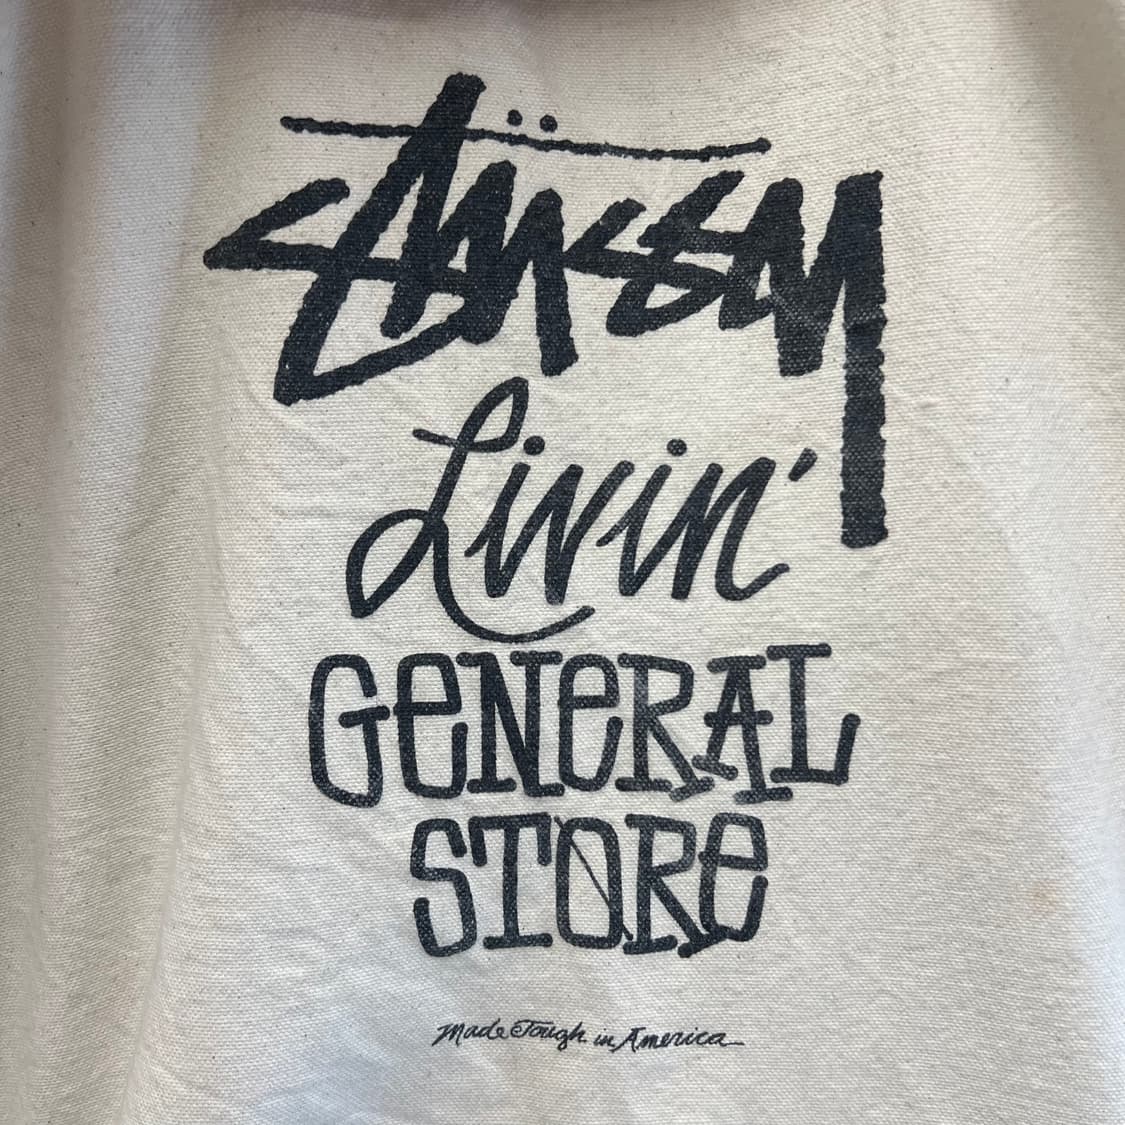 Stüssy
Livin'
GeNeRAL
STORe
Made Tough in America